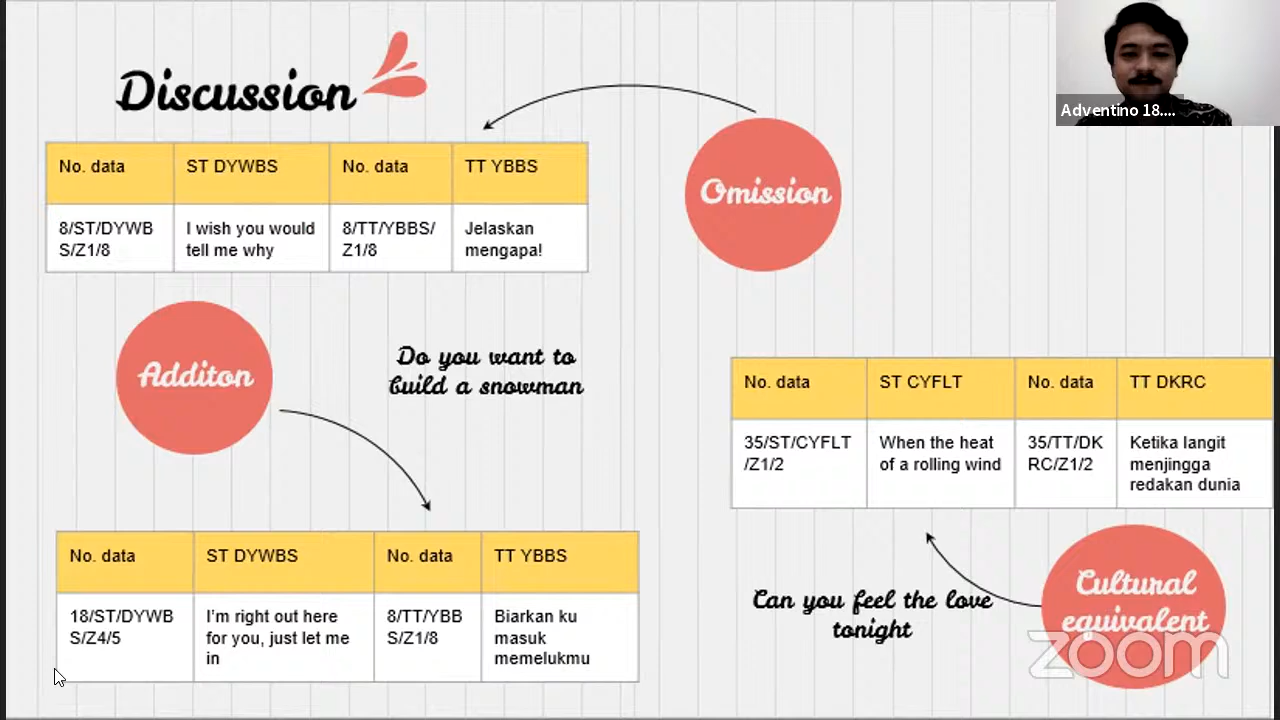 Discussion
Adventino 18....
Omission
No. data
ST DYWBS
No. data
TT YBBS
8/ST/DYWB
S/Z1/8
I wish you would
tell me why
8/TT/YBBS/
Z1/8
Jelaskan
mengapa!
Additon
Do you want to
build a snowman
No. data
ST CYFLT
No. data
TT DKRC
35/ST/CYFLT
/Z1/2
When the heat
of a rolling wind
35/TT/DK
RC/Z1/2
Ketika langit
menjingga
redakan dunia
No. data
ST DYWBS
No. data
TT YBBS
18/ST/DYWB
S/Z4/5
I'm right out here
for you, just let me
in
8/TT/YBB
S/Z1/8
Biarkan ku
masuk
memelukmu
Can you feel the love
tonight
Cultural
equivalent
zoom